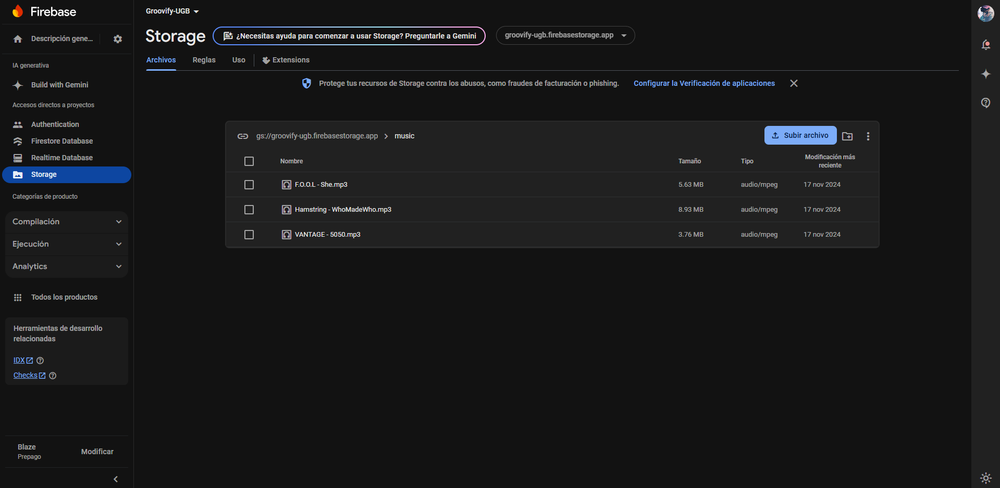 Firebase
Groovify-UGB
Descripción gene...
Storage
¿Necesitas ayuda para comenzar a usar Storage? Preguntarle a Gemini
groovify-ugb.firebasestorage.app
Archivos
Reglas
Uso
Extensions
IA generativa
Build with Gemini
Protege tus recursos de Storage contra los abusos, como fraudes de facturación o phishing.
Configurar la Verificación de aplicaciones
Accesos directos a proyectos
Authentication
Firestore Database
Realtime Database
Storage
Categorías de producto
Compilación
Ejecución
Analytics
Todos los productos
Herramientas de desarrollo
relacionadas
IDX
Checks
Blaze
Prepago
Modificar
gs://groovify-ugb.firebasestorage.app > music
Subir archivo
Nombre
Tamaño
Tipo
Modificación más
reciente
F.O.O.L - She.mp3
5.63 MB
audio/mpeg
17 nov 2024
Hamstring - WhoMadeWho.mp3
8.93 MB
audio/mpeg
17 nov 2024
VANTAGE - 5050.mp3
3.76 MB
audio/mpeg
17 nov 2024